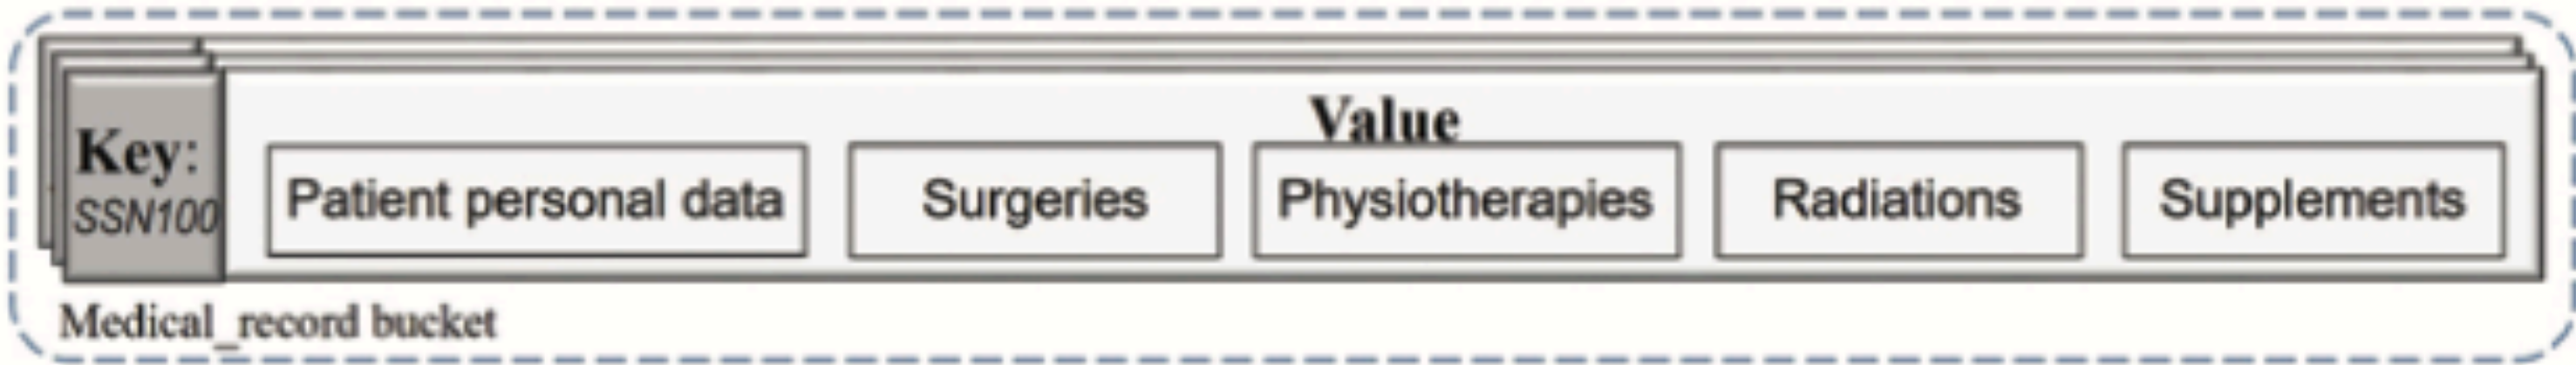 Value
Key:
SSN100
Patient personal data
Surgeries
Physiotherapies
Radiations
Supplements
Medical_record bucket